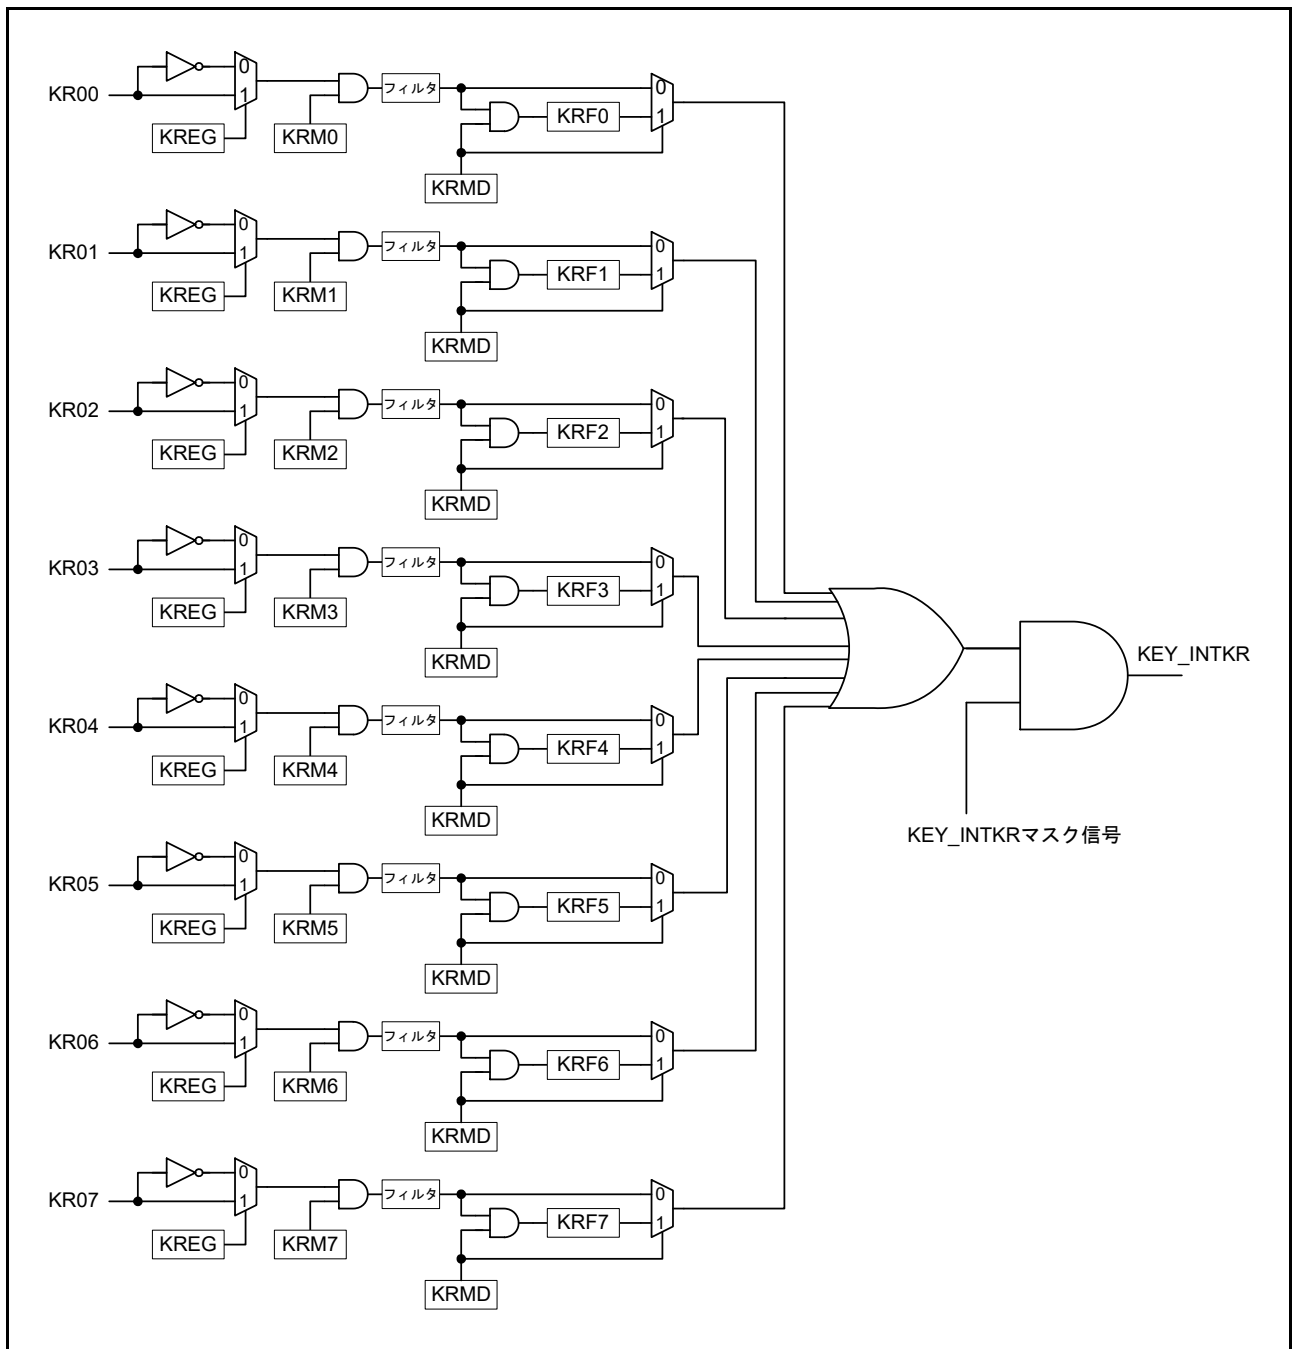 KR00
0
1
KREG
KRM0
フィルタ
KRF0
0
1
KRMD
KR01
0
1
KREG
KRM1
フィルタ
KRF1
0
1
KRMD
KR02
0
1
KREG
KRM2
フィルタ
KRF2
0
1
KRMD
KR03
0
1
KREG
KRM3
フィルタ
KRF3
0
1
KRMD
KR04
0
1
KREG
KRM4
フィルタ
KRF4
0
1
KRMD
KR05
0
1
KREG
KRM5
フィルタ
KRF5
0
1
KRMD
KR06
0
1
KREG
KRM6
フィルタ
KRF6
0
1
KRMD
KR07
0
1
KREG
KRM7
フィルタ
KRF7
0
1
KRMD
KEY_INTKR
KEY_INTKRマスク信号